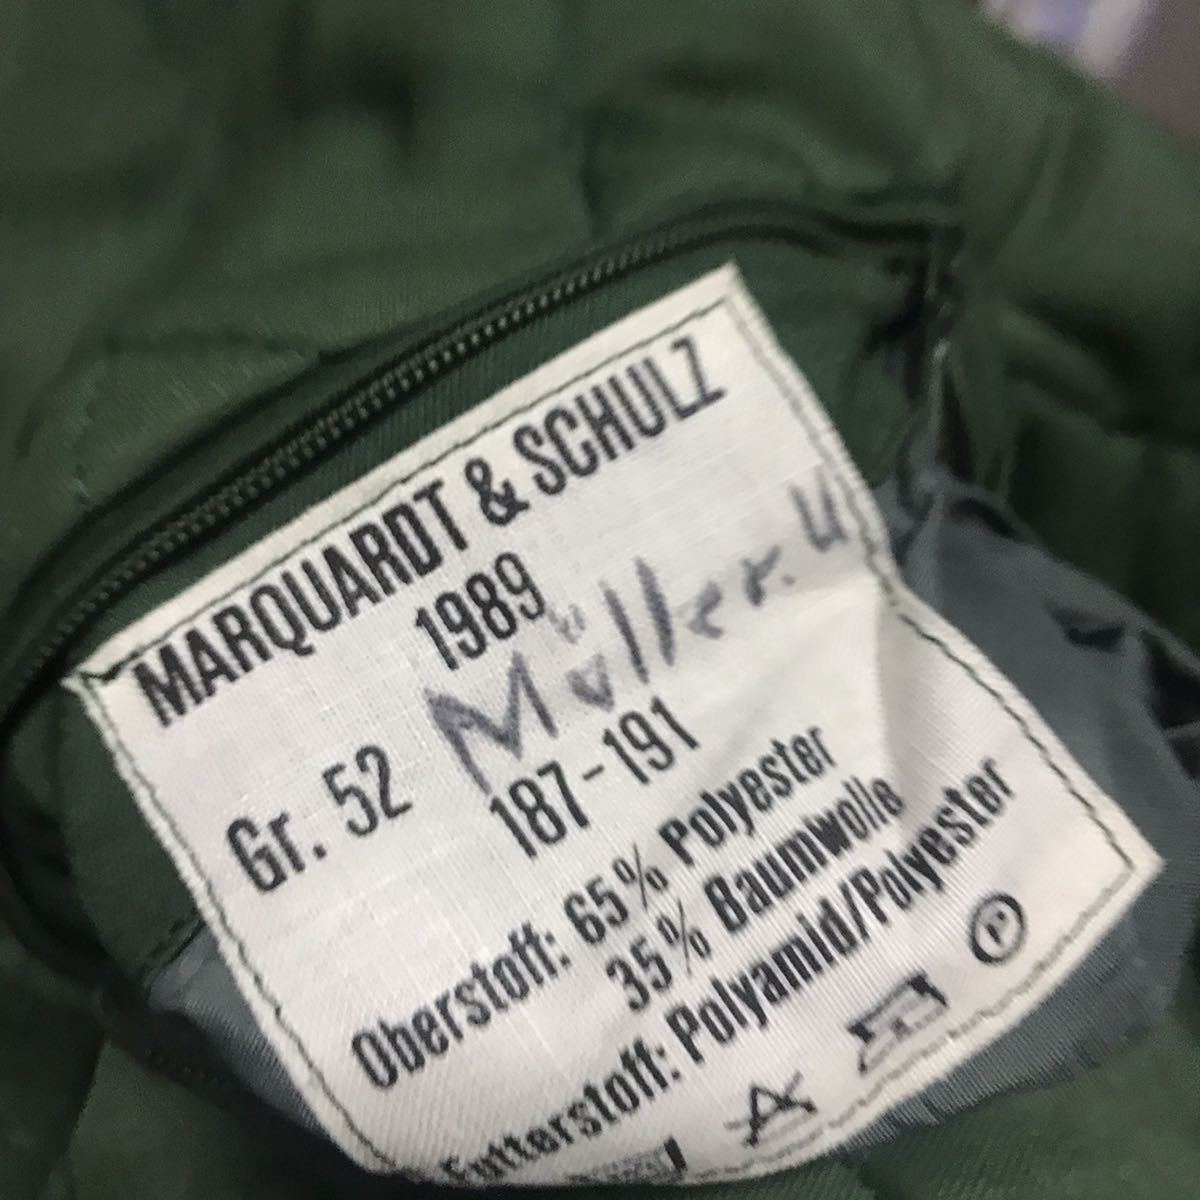 MARQUARDT & SCHULZ
1989
Müller. U
Gr. 52
187-191
Oberstoff: 65% Polyester
35% Baumwolle
Futterstoff: Polyamid/Polyester
P